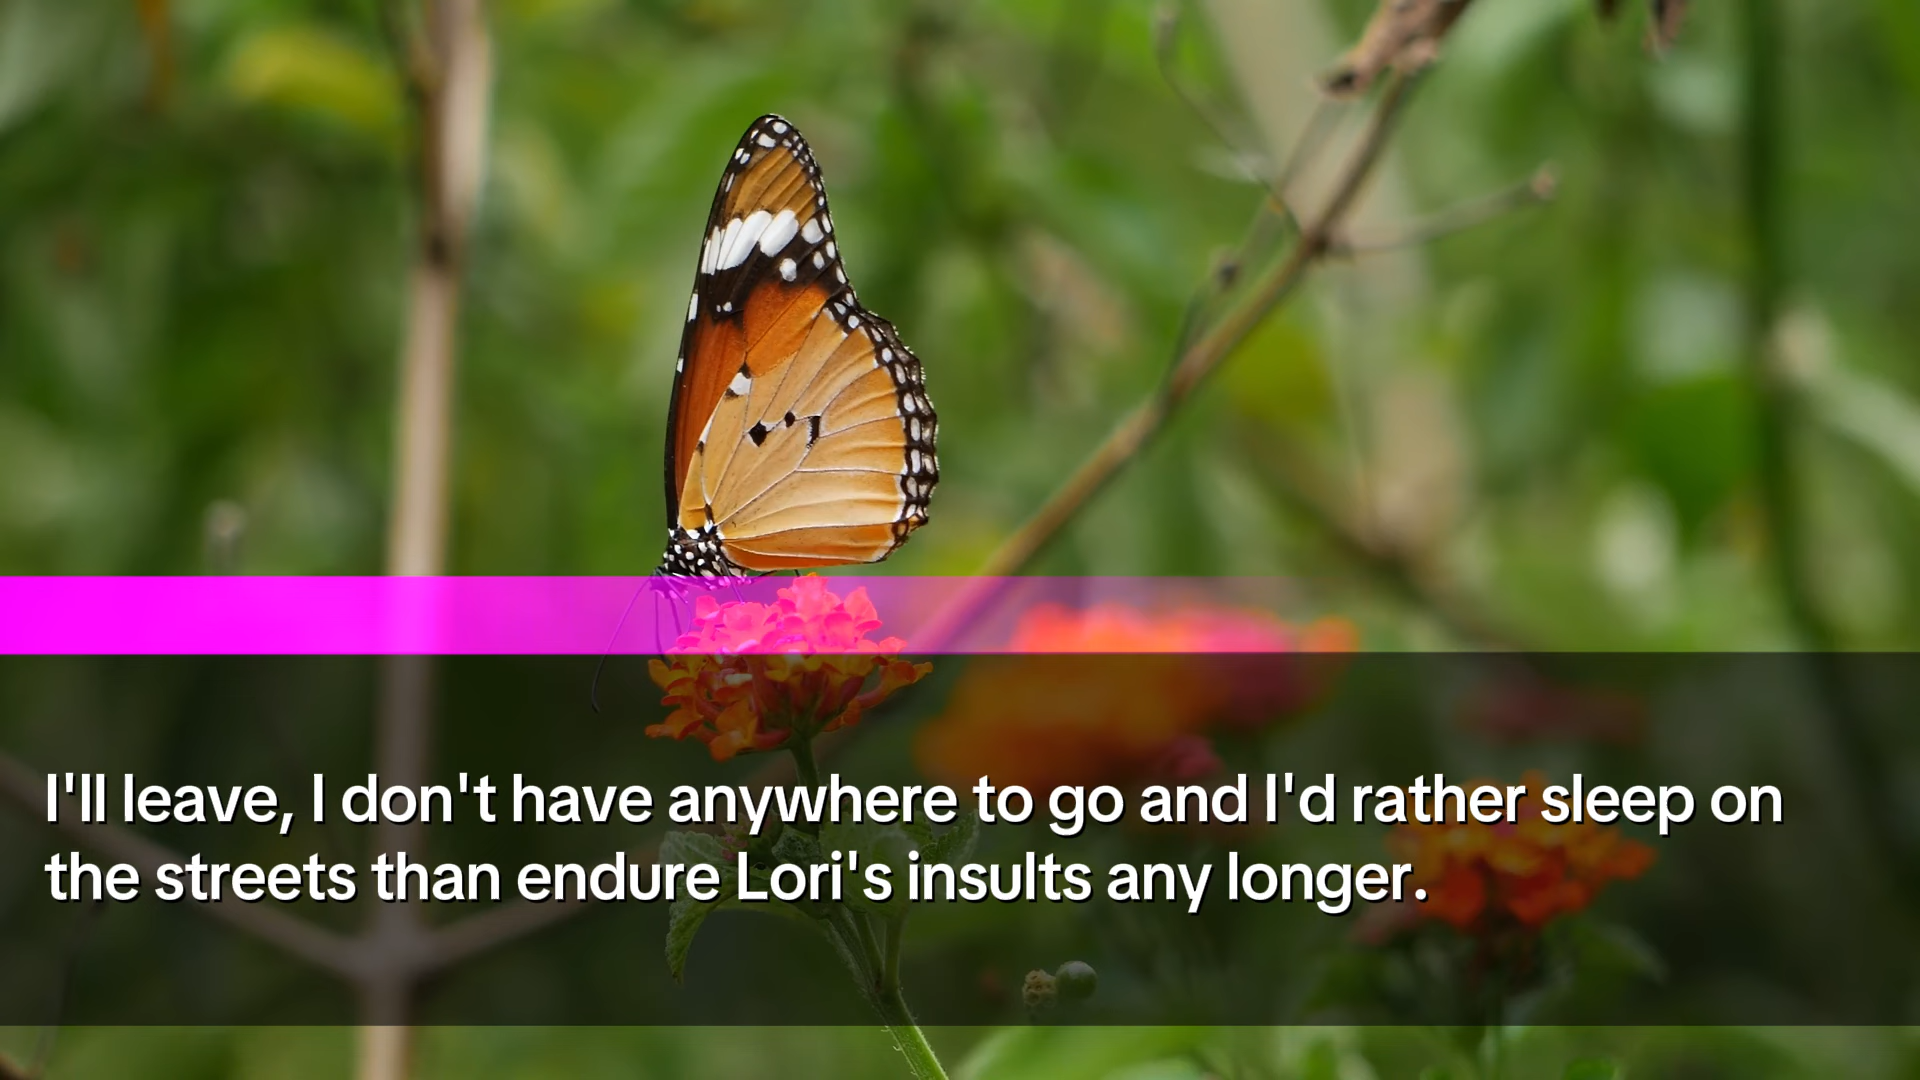 I'll leave, I don't have anywhere to go and I'd rather sleep on
the streets than endure Lori's insults any longer.